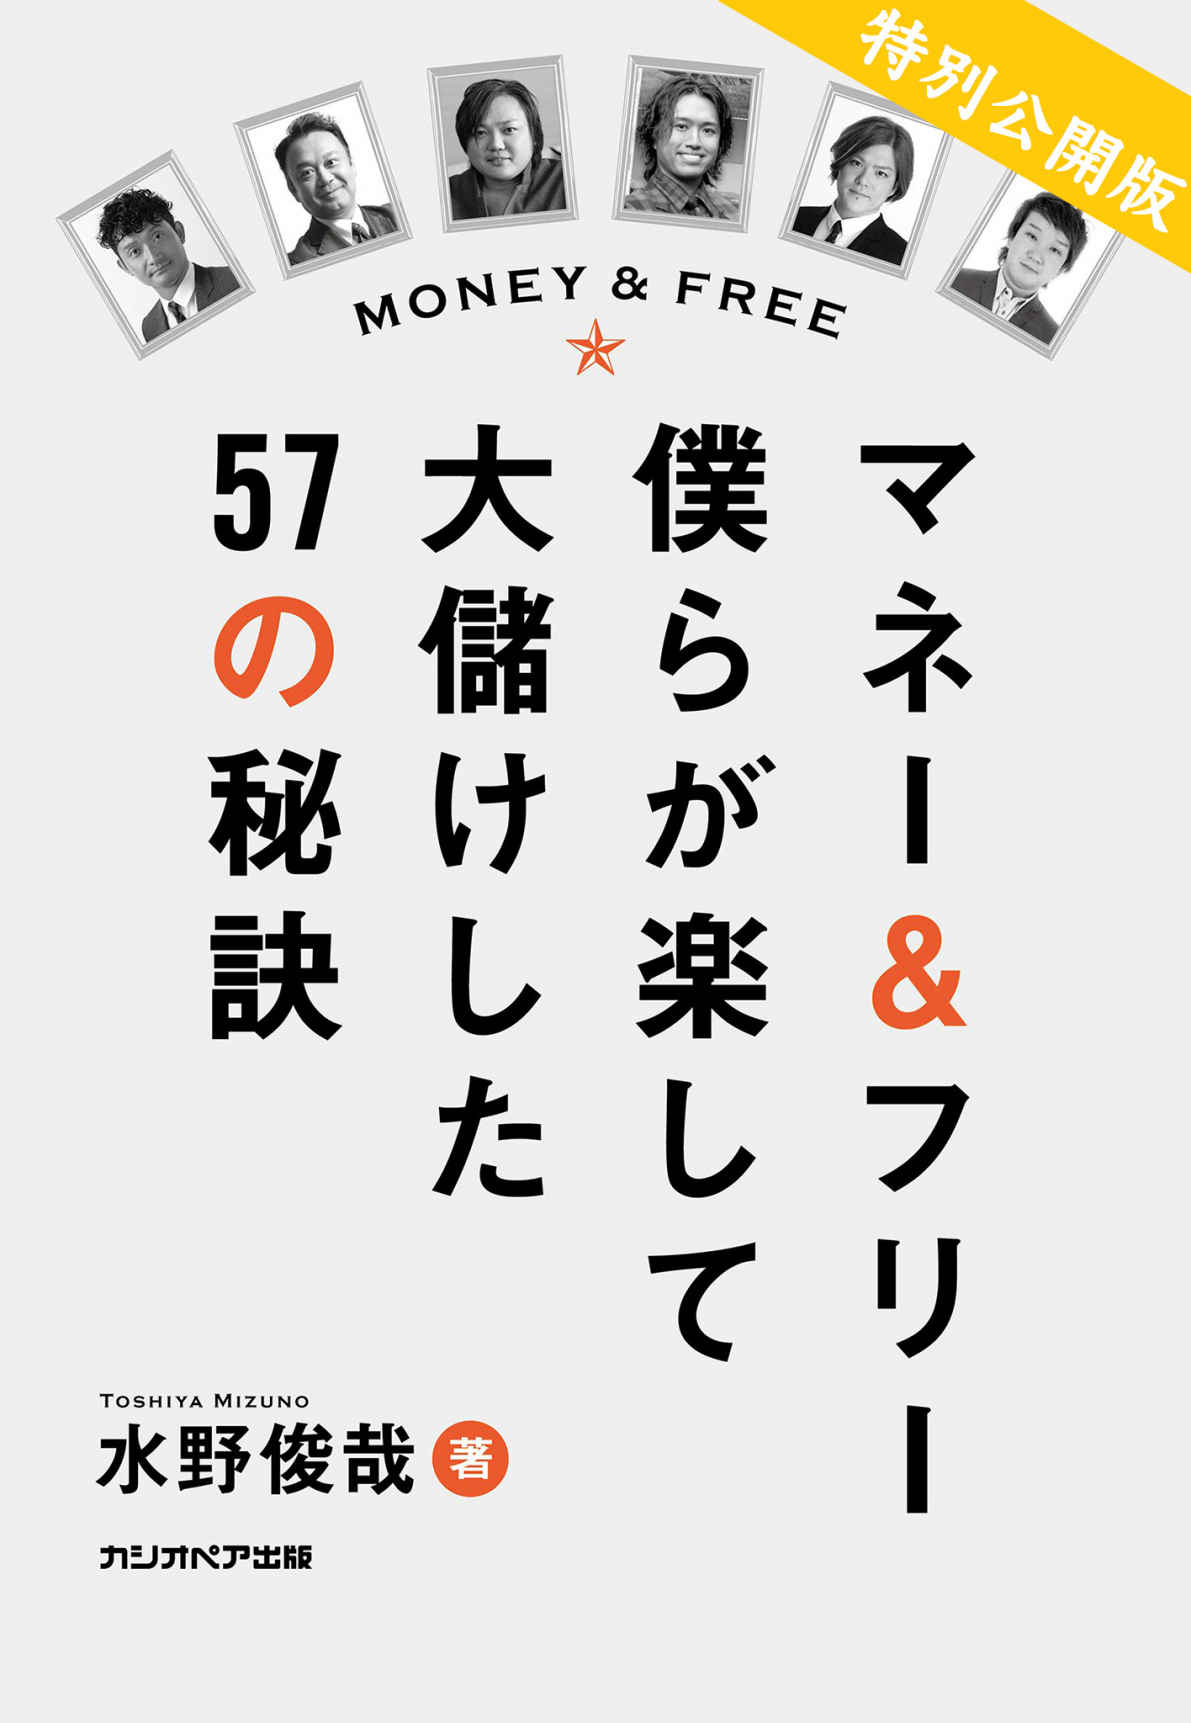 特別公開版
MONEY & FREE
マネー&フリー
僕らが楽して
大儲けした
57の秘訣
TOSHIYA MIZUNO
水野俊哉 著
カシオペア出版